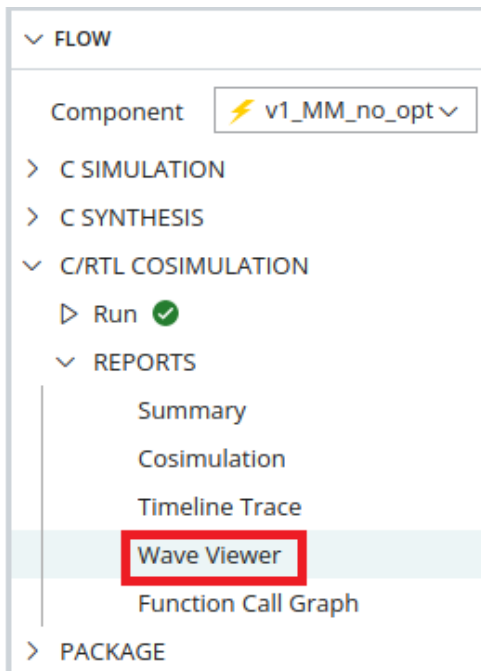 FLOW
Component v1_MM_no_opt
C SIMULATION
C SYNTHESIS
C/RTL COSIMULATION
Run
REPORTS
Summary
Cosimulation
Timeline Trace
Wave Viewer
Function Call Graph
PACKAGE